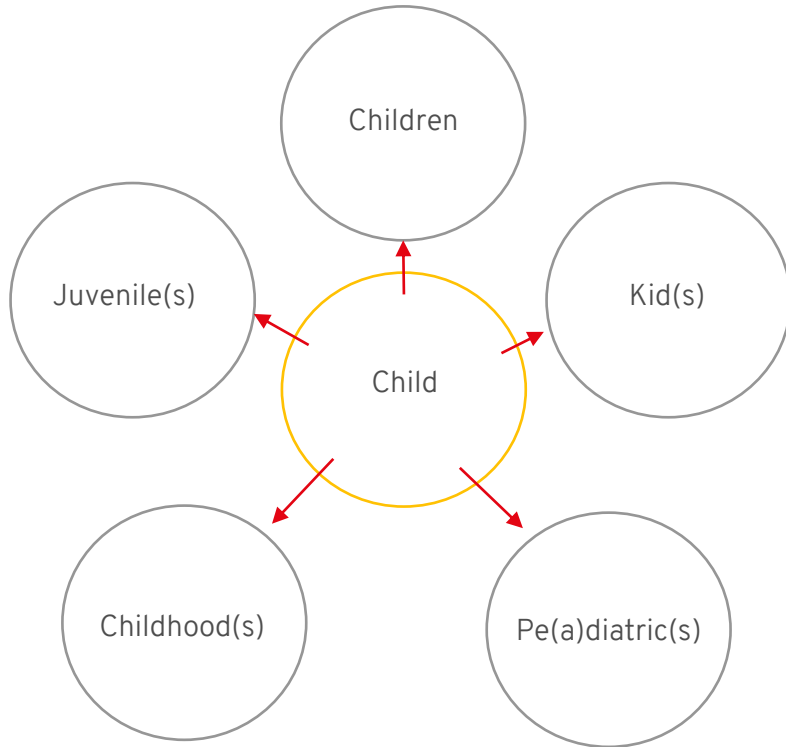 Children
Juvenile(s)
Kid(s)
Child
Childhood(s)
Pe(a)diatric(s)